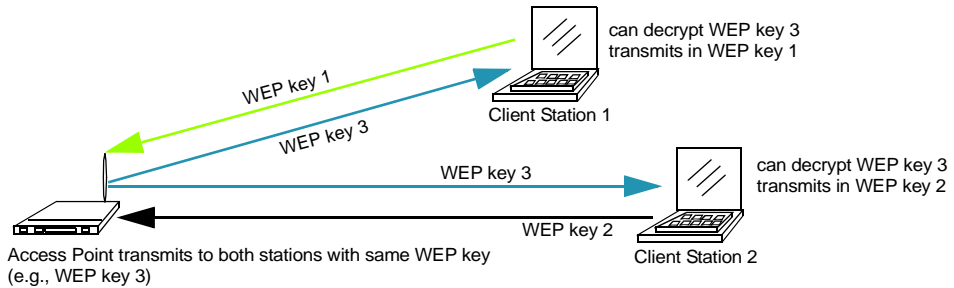 can decrypt WEP key 3
transmits in WEP key 1
WEP key 1
WEP key 3
Client Station 1
WEP key 3
can decrypt WEP key 3
transmits in WEP key 2
WEP key 2
Client Station 2
Access Point transmits to both stations with same WEP key
(e.g., WEP key 3)